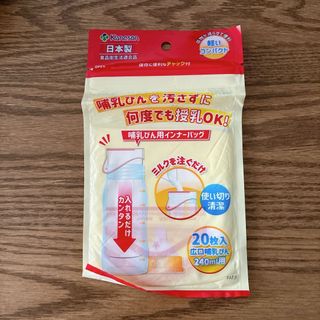 Kaneson
日本製
食品衛生法適合品
軽い
コンパクト
OPEN
保存に便利なチャック付
哺乳びんを汚さずに
何度でも授乳OK!
哺乳びん用インナーバッグ
ミルクを注ぐだけ
入れるだけ
カンタン
使い切り
清潔
20枚入
広口哺乳びん
240ml用